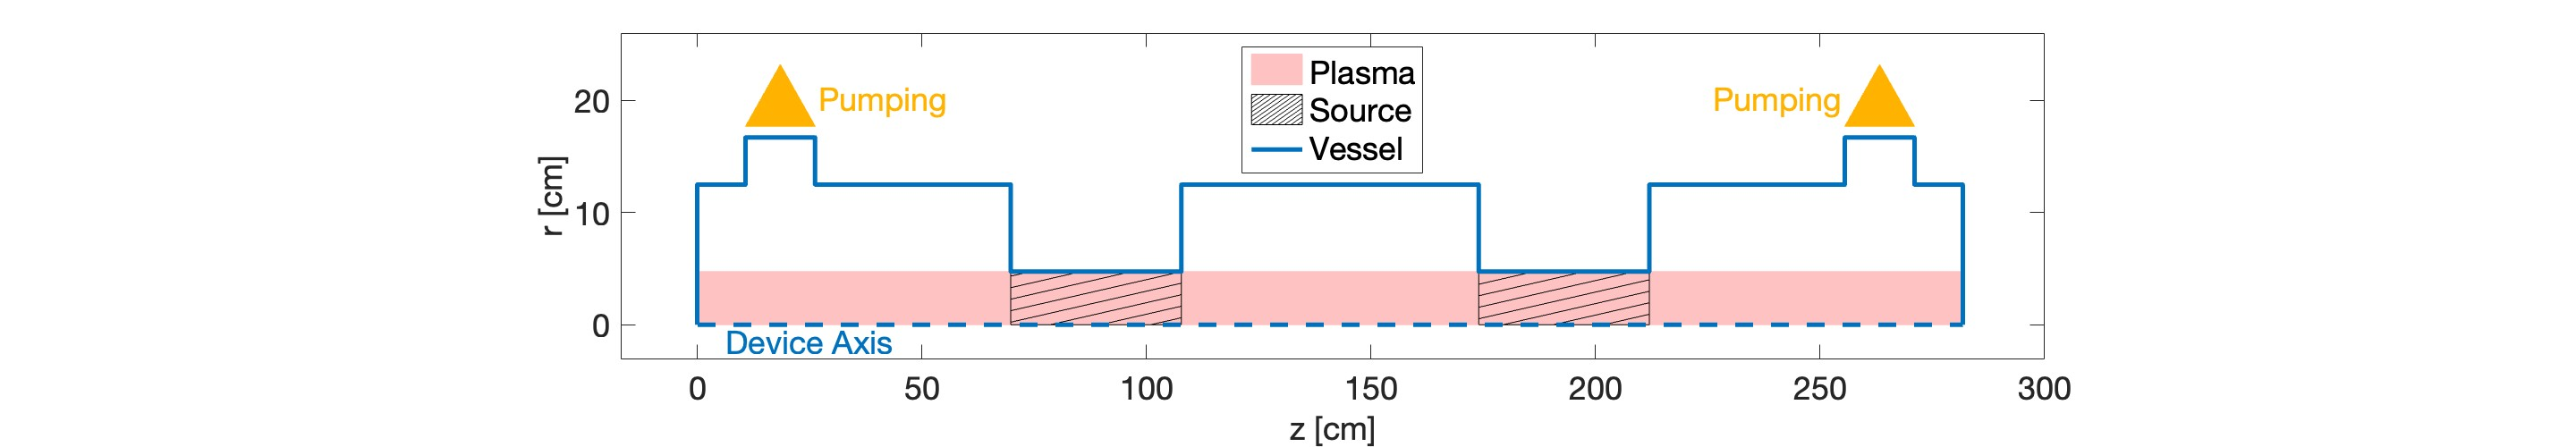 Plasma
Pumping
Pumping
20
Source
Vessel
r [cm]
10
0
Device Axis
0 50 100 150 200 250 300
z [cm]